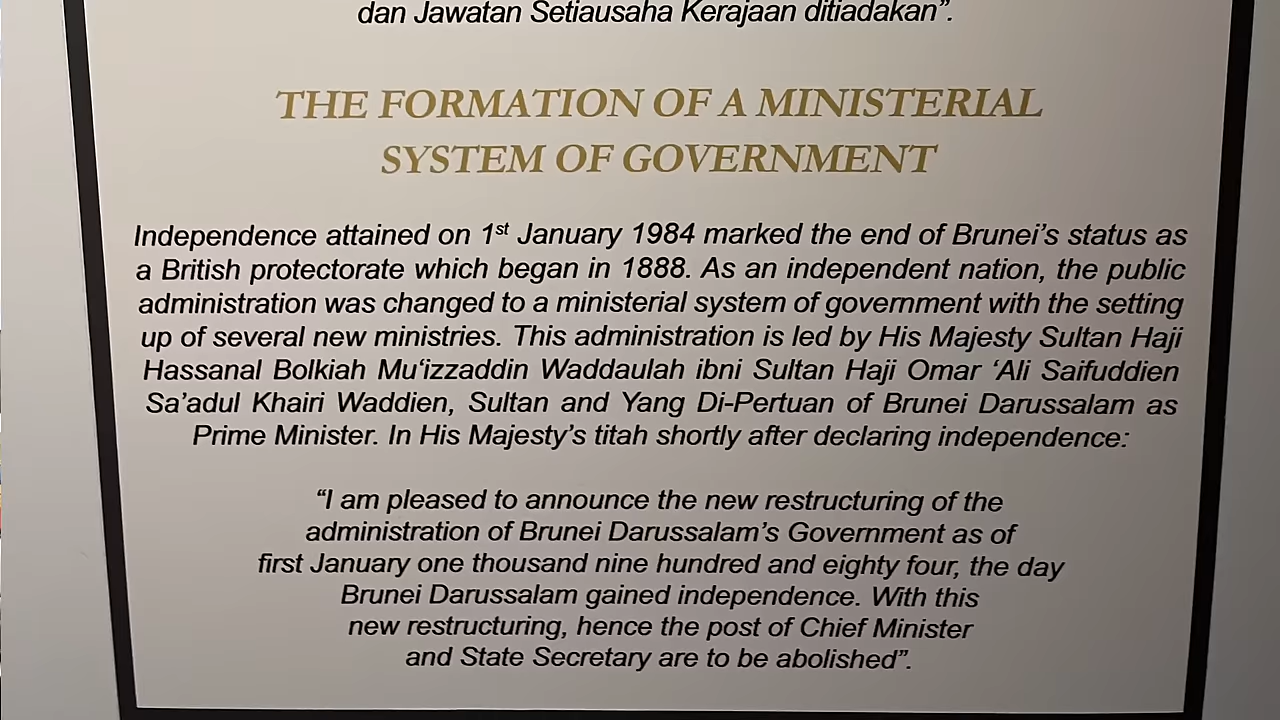 dan Jawatan Setiausaha Kerajaan ditiadakan”.
THE FORMATION OF A MINISTERIAL
SYSTEM OF GOVERNMENT
Independence attained on 1st January 1984 marked the end of Brunei’s status as
a British protectorate which began in 1888. As an independent nation, the public
administration was changed to a ministerial system of government with the setting
up of several new ministries. This administration is led by His Majesty Sultan Haji
Hassanal Bolkiah Mu‘izzaddin Waddaulah ibni Sultan Haji Omar ‘Ali Saifuddien
Sa’adul Khairi Waddien, Sultan and Yang Di-Pertuan of Brunei Darussalam as
Prime Minister. In His Majesty’s titah shortly after declaring independence:
“I am pleased to announce the new restructuring of the
administration of Brunei Darussalam’s Government as of
first January one thousand nine hundred and eighty four, the day
Brunei Darussalam gained independence. With this
new restructuring, hence the post of Chief Minister
and State Secretary are to be abolished”.